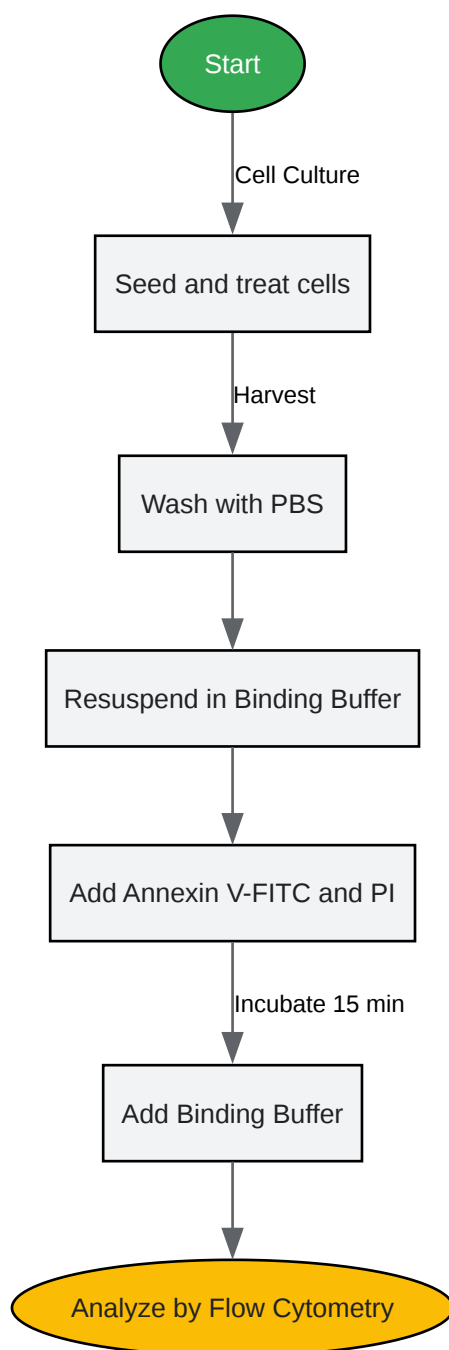 Start
Cell Culture
Seed and treat cells
Harvest
Wash with PBS
Resuspend in Binding Buffer
Add Annexin V-FITC and PI
Incubate 15 min
Add Binding Buffer
Analyze by Flow Cytometry